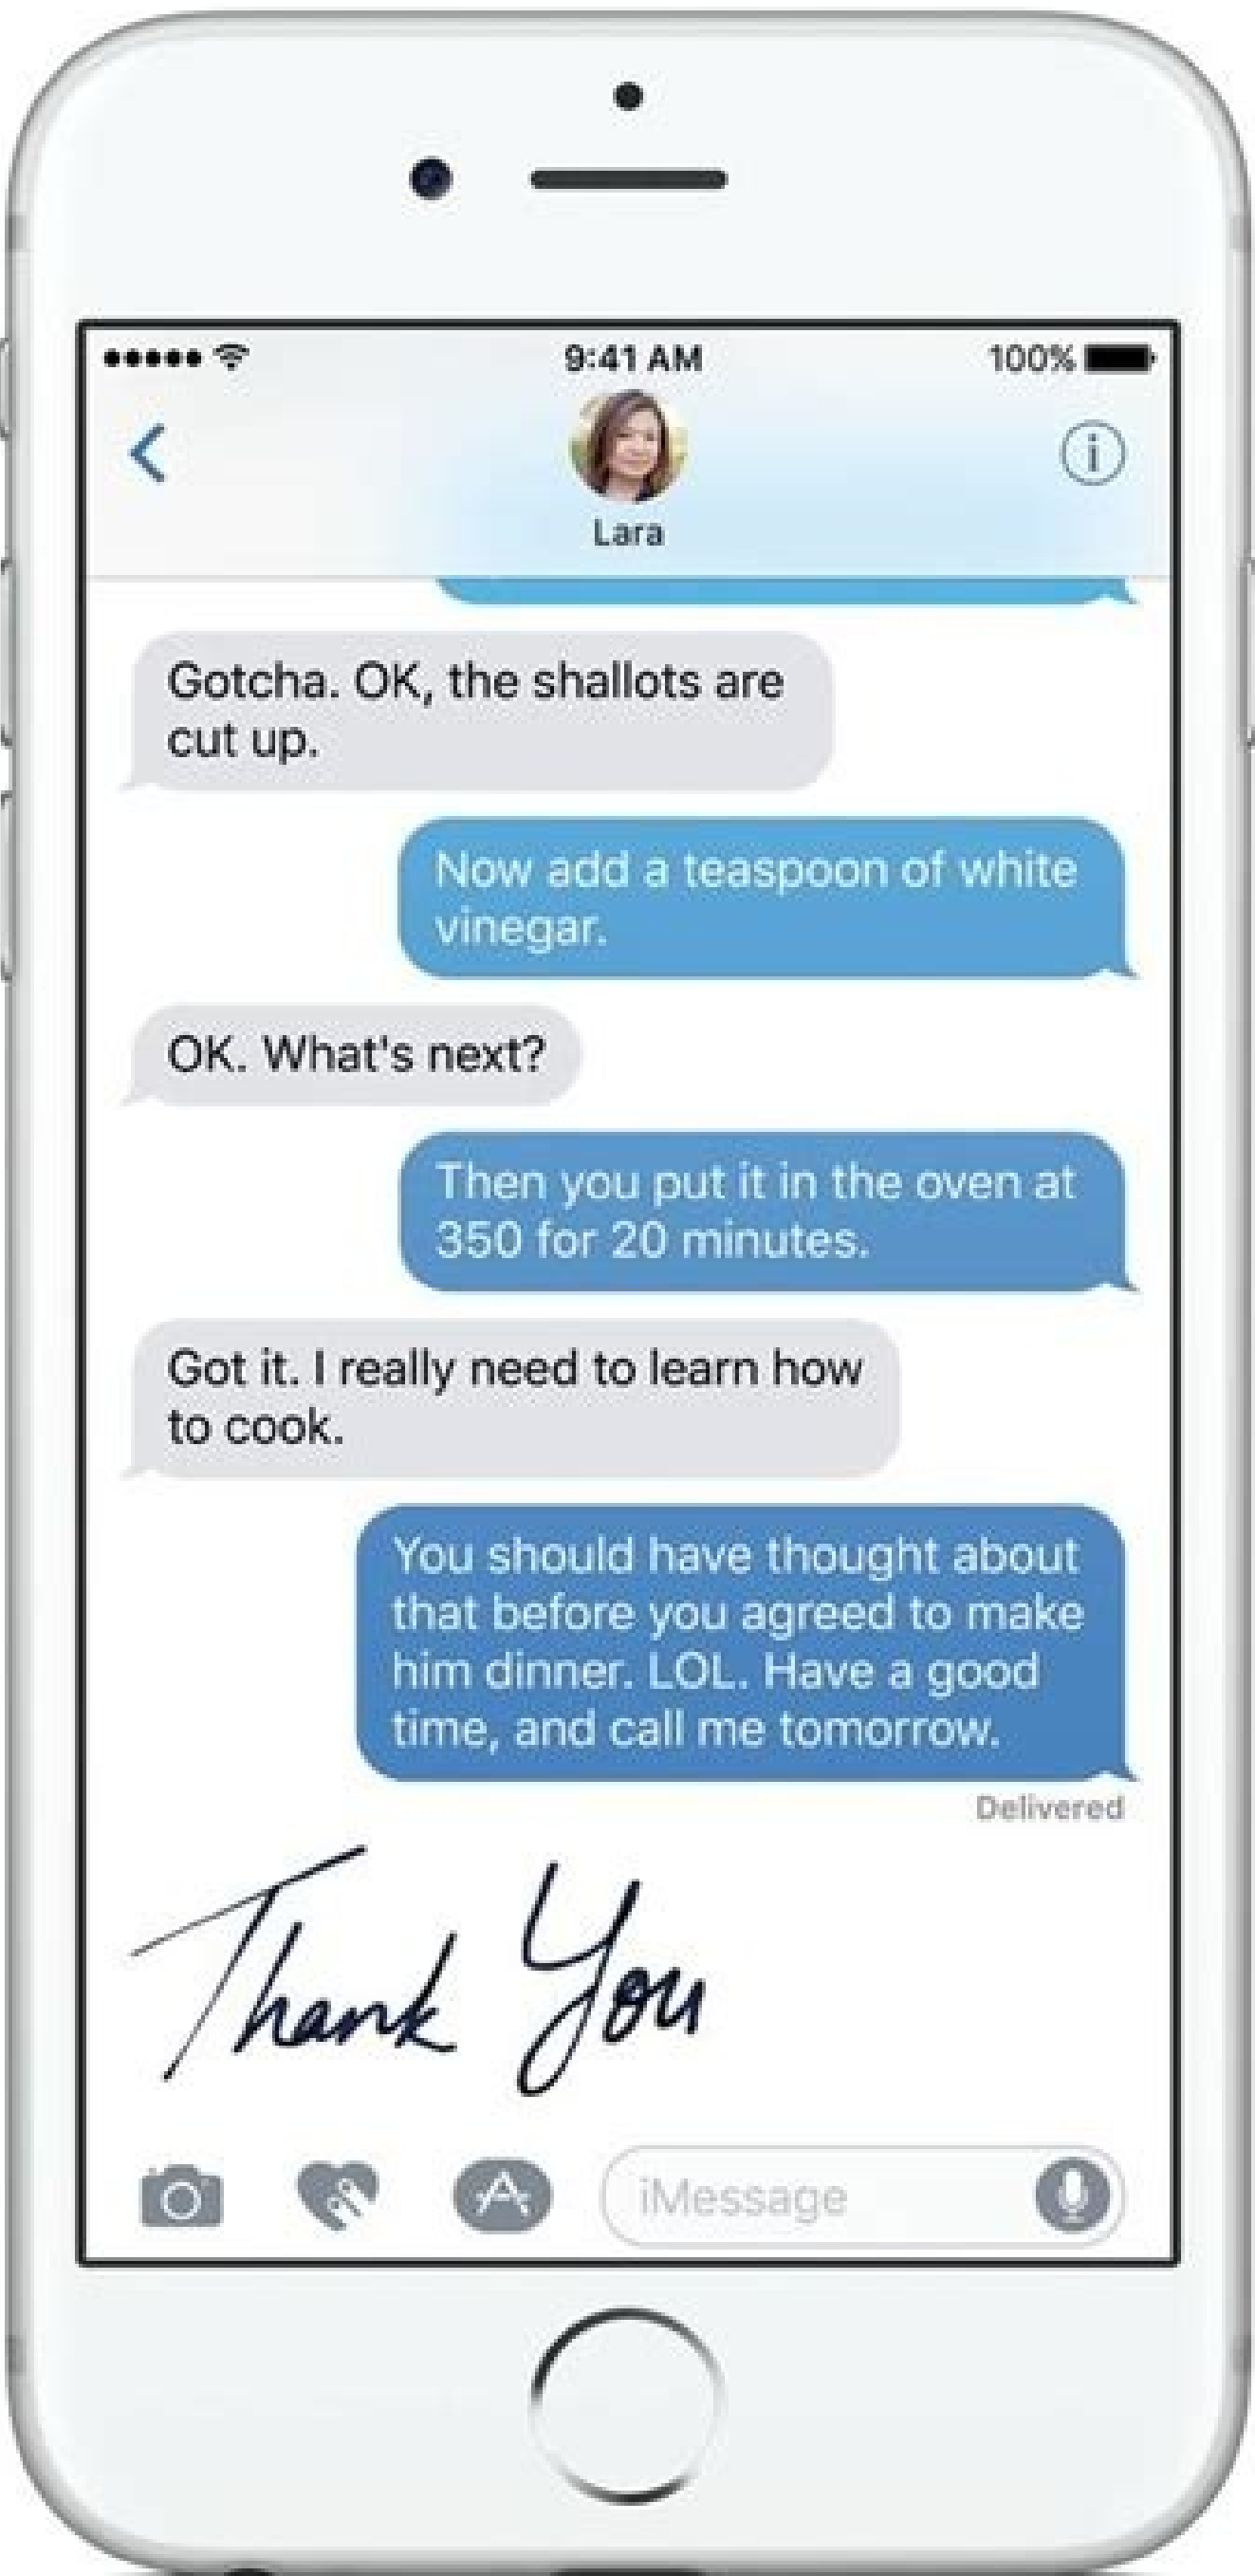 9:41 AM
100%
Lara
Gotcha. OK, the shallots are
cut up.
Now add a teaspoon of white
vinegar.
OK. What's next?
Then you put it in the oven at
350 for 20 minutes.
Got it. I really need to learn how
to cook.
You should have thought about
that before you agreed to make
him dinner. LOL. Have a good
time, and call me tomorrow.
Delivered
Thank You
iMessage